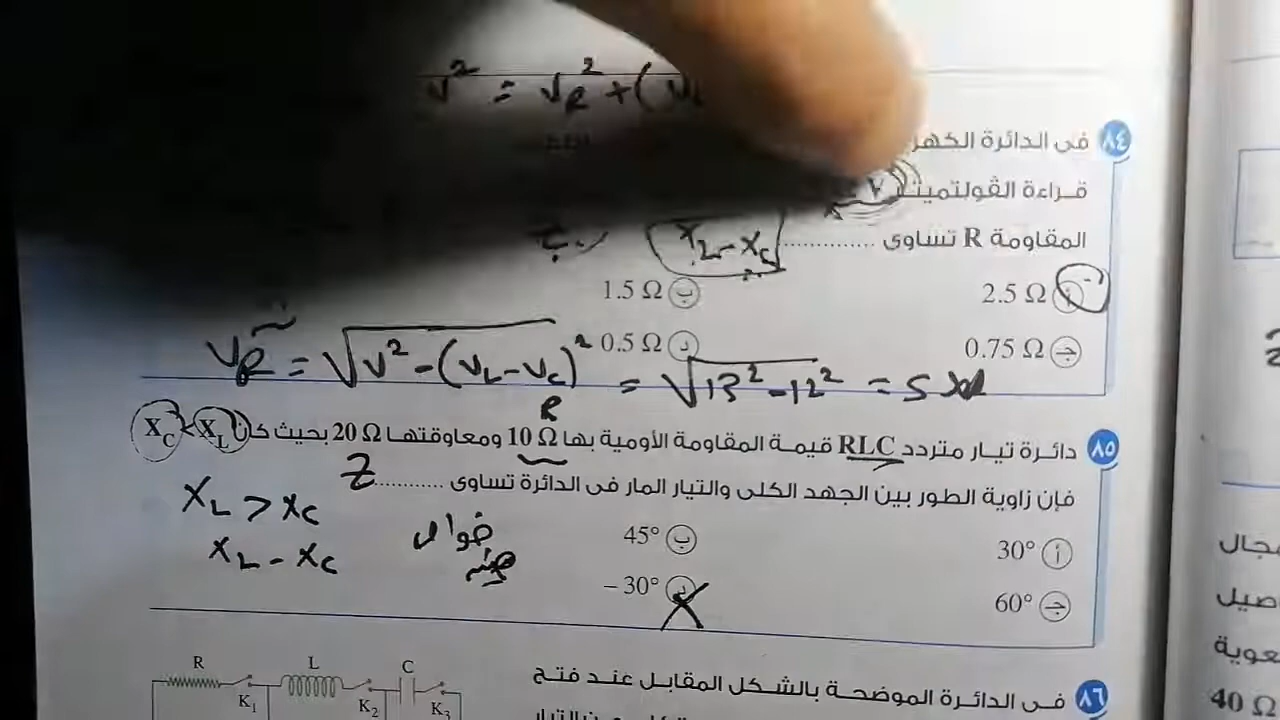 V² = V_R² + (V_L
٨٤ فى الدائرة الكهر
قراءة الڤولتميتر
المقاومة R تساوى ..............
X_L - X_C
أ 2.5 Ω
ب 1.5 Ω
ج 0.75 Ω
د 0.5 Ω
V_R = √V² - (V_L - V_C)² = √13² - 12² = 5
R
٨٥ دائرة تيار متردد RLC قيمة المقاومة الأومية بها 10 Ω ومعاوقتها 20 Ω بحيث كان X_C < X_L
فإن زاوية الطور بين الجهد الكلى والتيار المار فى الدائرة تساوى ...........
Z
X_L > X_C
X_L - X_C
أ 30°
ب 45°
ج 60°
د – 30°
٨٦ فى الدائرة الموضحة بالشكل المقابل عند فتح
R L C
K₁ K₂ K₃
التيار
مجال
صيل
عوية
40 Ω